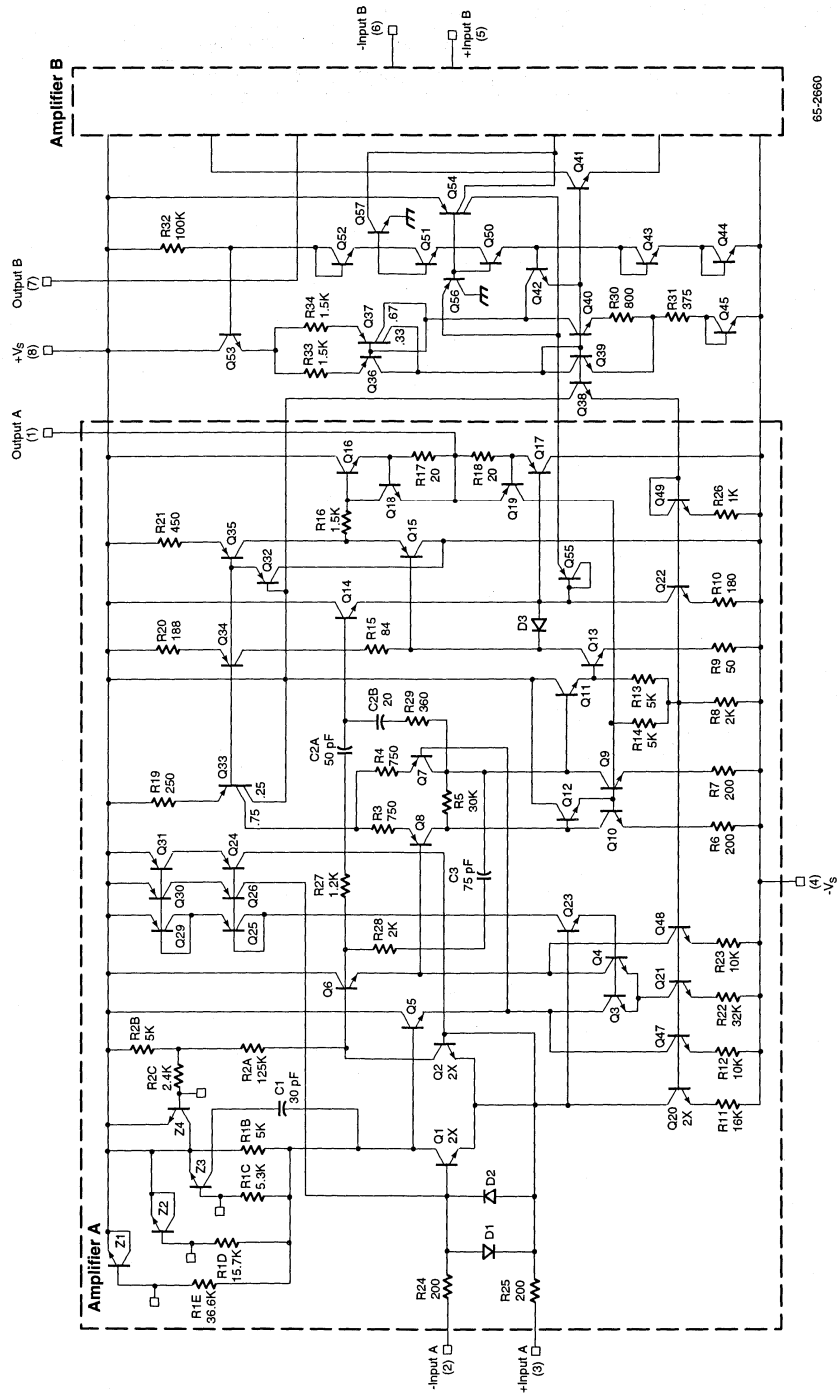 Amplifier A
Amplifier B
-Input A
(2)
+Input A
(3)
Output A
(1)
+VS
(8)
Output B
(7)
-Input B
(6)
+Input B
(5)
-VS
(4)
65-2660
Z1
Z2
Z3
Z4
R1E
36.6K
R1D
15.7K
R1C
5.3K
R1B
5K
C1
30 pF
R2C
2.4K
R2B
5K
R2A
125K
R24
200
R25
200
D1
D2
Q1
2X
Q2
2X
Q5
Q6
Q3
Q4
Q20
2X
Q47
Q21
Q48
Q23
R11
16K
R12
10K
R22
32K
R23
10K
Q29
Q30
Q31
Q25
Q26
Q24
R28
2K
R27
1.2K
C3
75 pF
R19
250
Q33
.75
.25
R3
750
R4
750
Q8
Q7
R5
30K
C2A
50 pF
C2B
20
R29
360
Q12
Q10
Q9
R6
200
R7
200
Q11
Q13
R14
5K
R13
5K
R8
2K
R9
50
R10
180
R20
188
Q34
R15
84
D3
Q14
Q22
Q55
R21
450
Q35
Q32
Q15
R16
1.5K
Q16
Q18
R17
20
R18
20
Q19
Q17
Q49
R26
1K
Q53
R33
1.5K
R34
1.5K
Q36
Q37
.67
.33
Q38
Q39
Q40
R30
800
R31
375
Q45
R32
100K
Q52
Q57
Q51
Q56
Q50
Q54
Q42
Q41
Q43
Q44